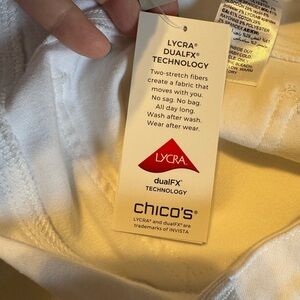 LYCRA®
DUALFX®
TECHNOLOGY
Two-stretch fibers
create a fabric that
moves with you.
No sag. No bag.
All day long.
Wash after wash.
Wear after wear.
LYCRA
dualFX®
TECHNOLOGY
chico's®
LYCRA® and dualFX® are
trademarks of INVISTA